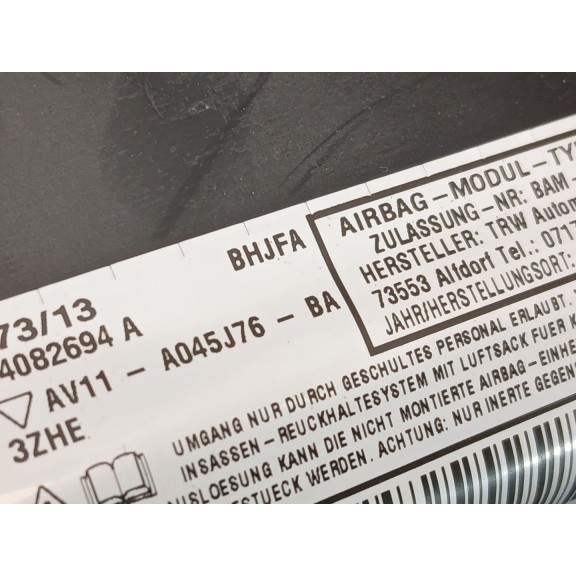 BHJFA
73/13
4082694 A
AV11 - A045J76 - BA
3ZHE
AIRBAG-MODUL-TY
ZULASSUNG-NR: BAM-
HERSTELLER: TRW Autom
73553 Alfdorf Tel.: 0717
JAHR/HERSTELLUNGSORT:
UMGANG NUR DURCH GESCHULTES PERSONAL ERLAUBT.
INSASSEN-REUCKHALTESYSTEM MIT LUFTSACK FUER K
AUSLOESUNG KANN DIE NICHT MONTIERTE AIRBAG-EINHE
STUECK WERDEN. ACHTUNG: NUR INERTE GEGEN